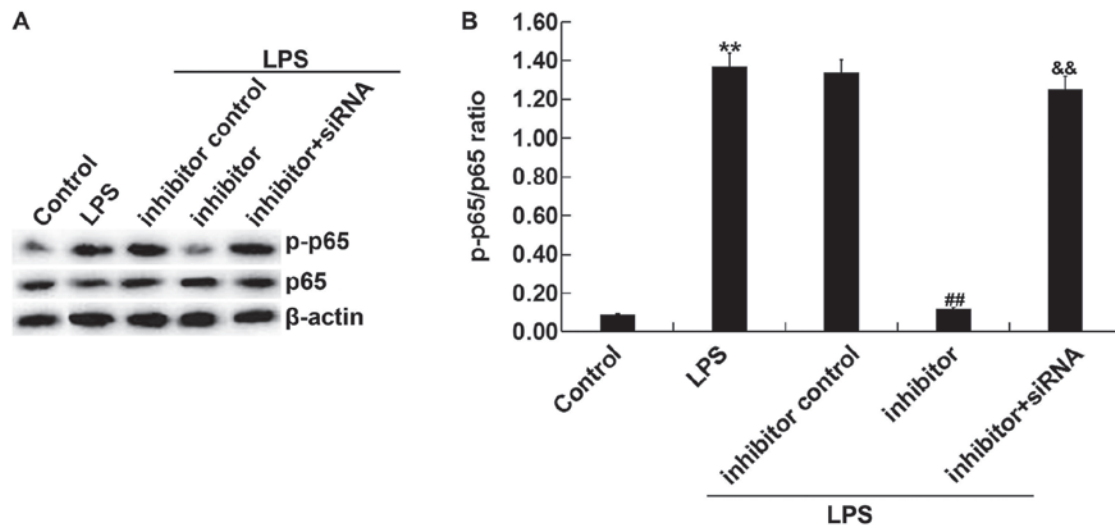 A
LPS
Control
LPS
inhibitor control
inhibitor
inhibitor+siRNA
p-p65
p65
β-actin
B
p-p65/p65 ratio
1.60
1.40
1.20
1.00
0.80
0.60
0.40
0.20
0.00
**
##
&&
Control
LPS
inhibitor control
inhibitor
inhibitor+siRNA
LPS